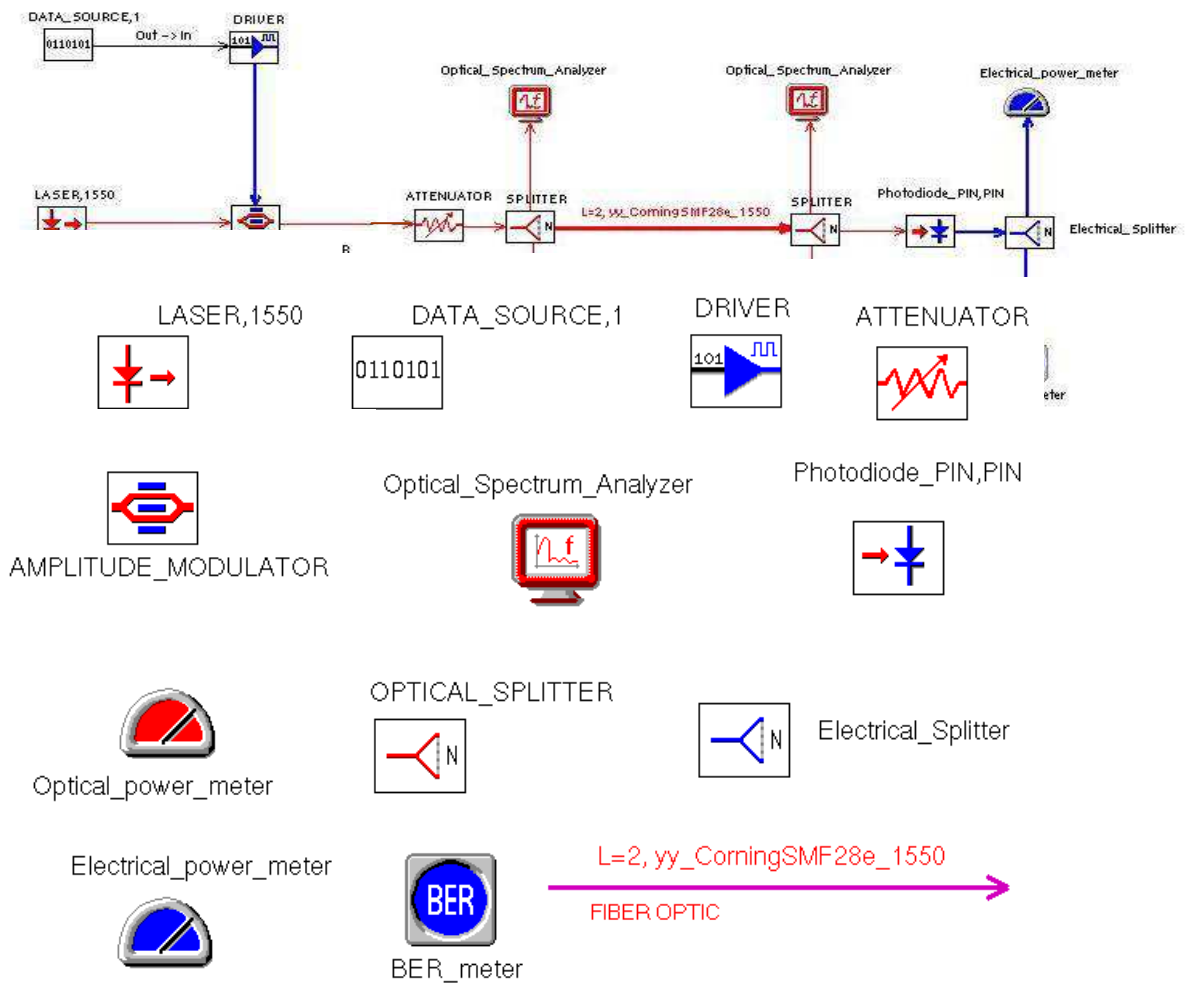 DATA_SOURCE,1
DRIVER
0110101
Out -> In
101
Optical_Spectrum_Analyzer
Optical_Spectrum_Analyzer
Electrical_power_meter
f
f
LASER,1550
ATTENUATOR
SPLITTER
L=2, yy_CorningSMF28e_1550
SPLITTER
Photodiode_PIN,PIN
N
N
N
Electrical_Splitter
LASER,1550
DATA_SOURCE,1
DRIVER
ATTENUATOR
0110101
101
eter
AMPLITUDE_MODULATOR
Optical_Spectrum_Analyzer
f
Photodiode_PIN,PIN
Optical_power_meter
OPTICAL_SPLITTER
N
N
Electrical_Splitter
Electrical_power_meter
BER
BER_meter
L=2, yy_CorningSMF28e_1550
FIBER OPTIC